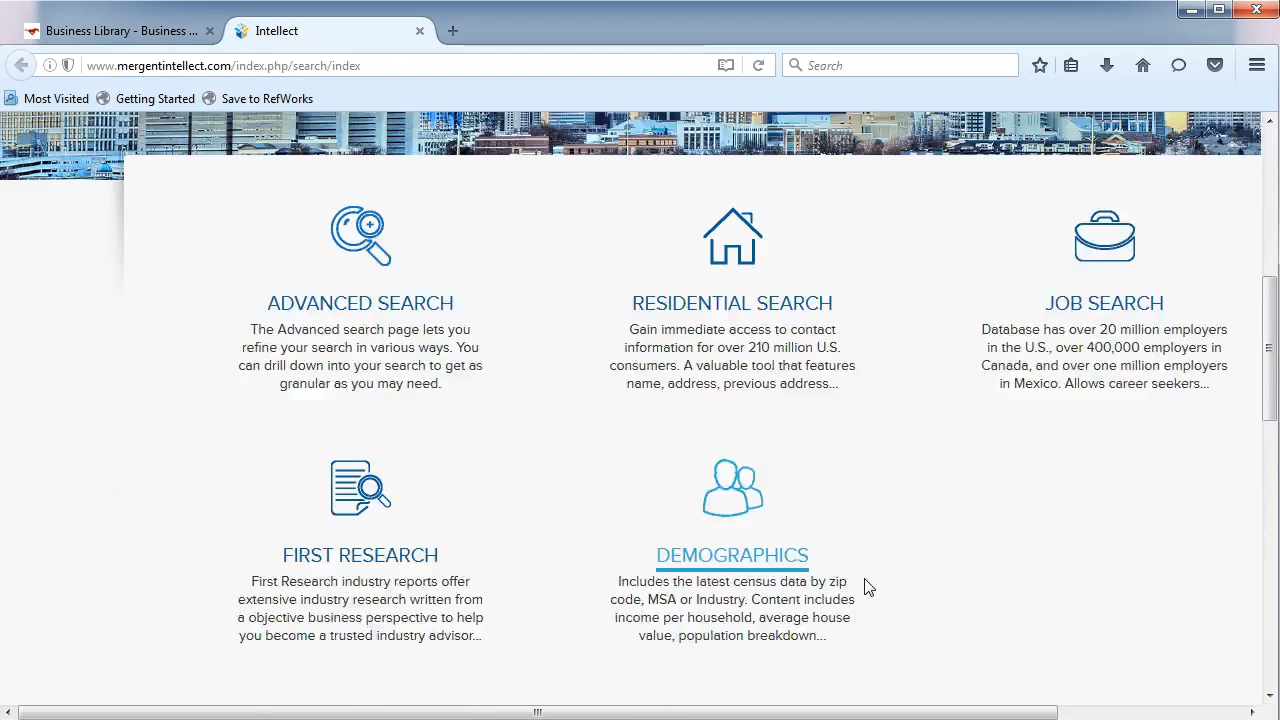 Business Library - Business ...
Intellect
www.mergentintellect.com/index.php/search/index
Search
Most Visited
Getting Started
Save to RefWorks
ADVANCED SEARCH
The Advanced search page lets you
refine your search in various ways. You
can drill down into your search to get as
granular as you may need.
RESIDENTIAL SEARCH
Gain immediate access to contact
information for over 210 million U.S.
consumers. A valuable tool that features
name, address, previous address...
JOB SEARCH
Database has over 20 million employers
in the U.S., over 400,000 employers in
Canada, and over one million employers
in Mexico. Allows career seekers...
FIRST RESEARCH
First Research industry reports offer
extensive industry research written from
a objective business perspective to help
you become a trusted industry advisor...
DEMOGRAPHICS
Includes the latest census data by zip
code, MSA or Industry. Content includes
income per household, average house
value, population breakdown...